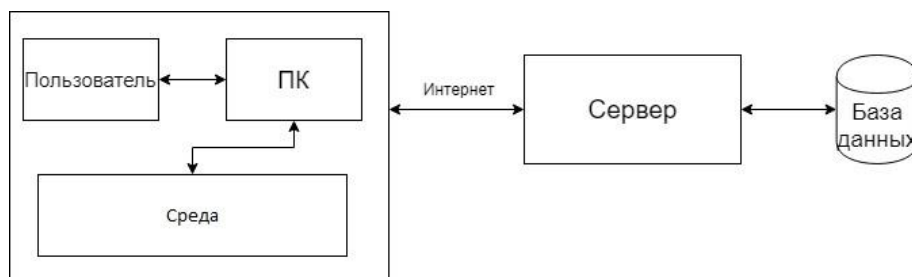 Пользователь
ПК
Интернет
Сервер
База
данных
Среда